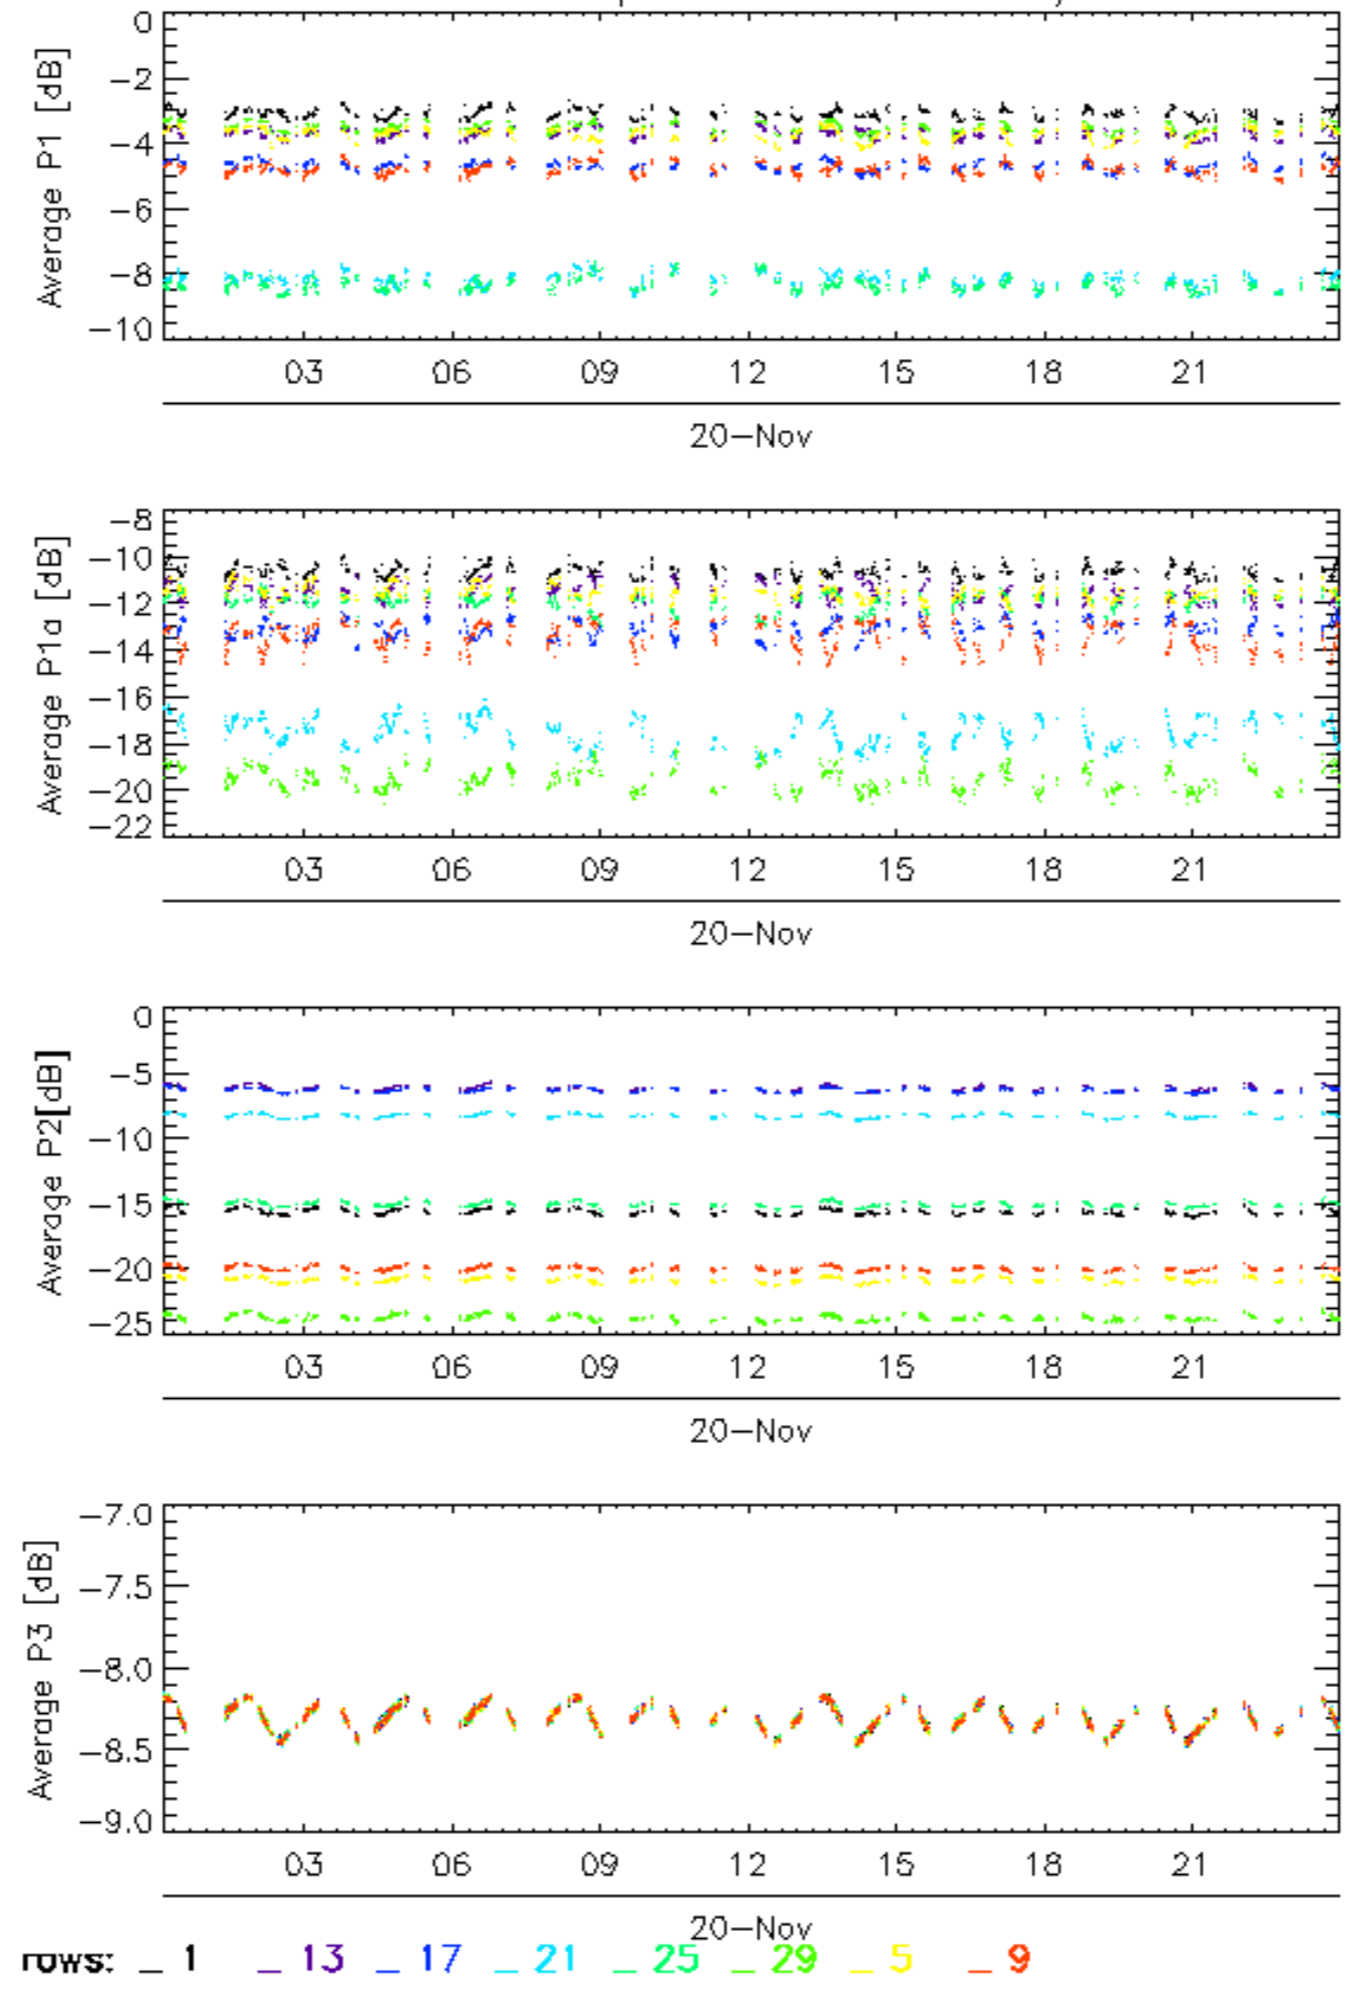 Average P1 [dB]
0
−2
−4
−6
−8
−10
03 06 09 12 15 18 21
20−Nov
Average P1a [dB]
−8
−10
−12
−14
−16
−18
−20
−22
03 06 09 12 15 18 21
20−Nov
Average P2[dB]
0
−5
−10
−15
−20
−25
03 06 09 12 15 18 21
20−Nov
Average P3 [dB]
−7.0
−7.5
−8.0
−8.5
−9.0
03 06 09 12 15 18 21
20−Nov
rows: _ 1 _ 13 _ 17 _ 21 _ 25 _ 29 _ 5 _ 9